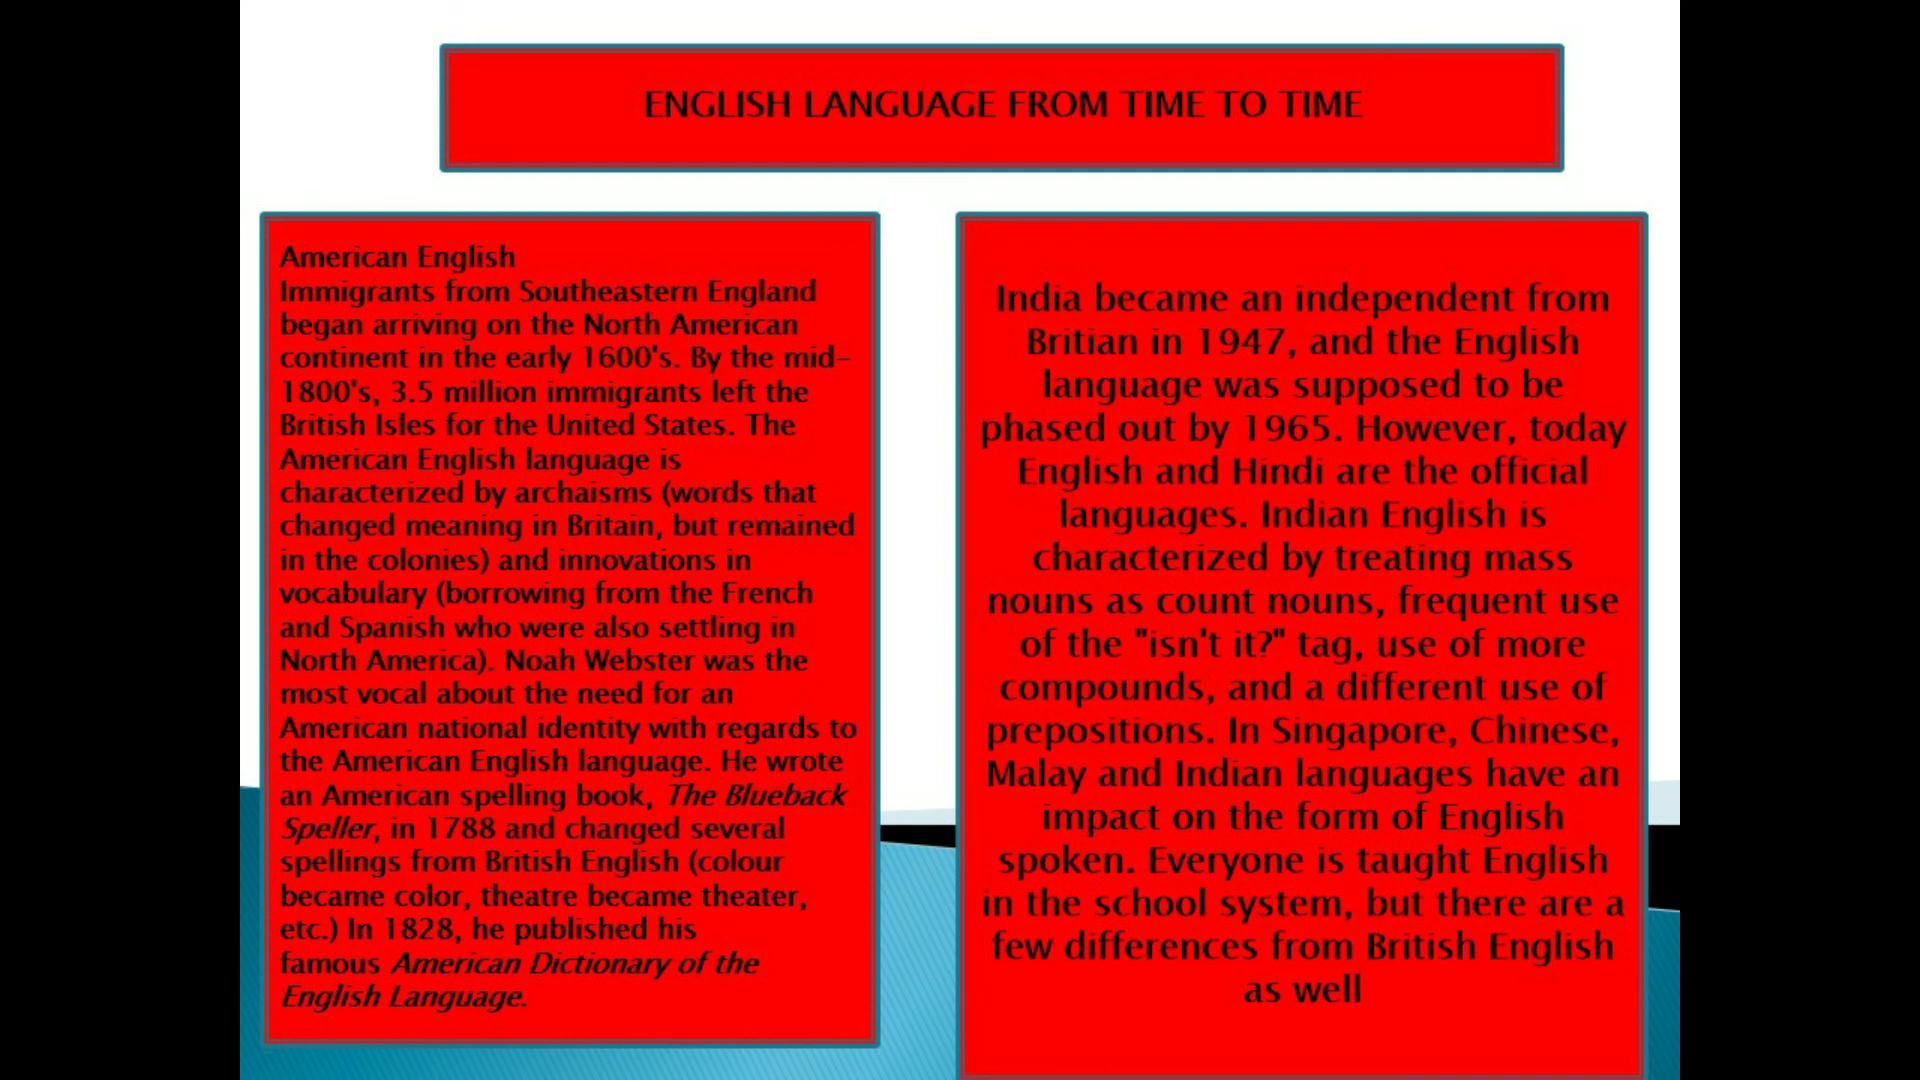 ENGLISH LANGUAGE FROM TIME TO TIME
American English
Immigrants from Southeastern England
began arriving on the North American
continent in the early 1600's. By the mid-
1800's, 3.5 million immigrants left the
British Isles for the United States. The
American English language is
characterized by archaisms (words that
changed meaning in Britain, but remained
in the colonies) and innovations in
vocabulary (borrowing from the French
and Spanish who were also settling in
North America). Noah Webster was the
most vocal about the need for an
American national identity with regards to
the American English language. He wrote
an American spelling book, The Blueback
Speller, in 1788 and changed several
spellings from British English (colour
became color, theatre became theater,
etc.) In 1828, he published his
famous American Dictionary of the
English Language.
India became an independent from
Britian in 1947, and the English
language was supposed to be
phased out by 1965. However, today
English and Hindi are the official
languages. Indian English is
characterized by treating mass
nouns as count nouns, frequent use
of the "isn't it?" tag, use of more
compounds, and a different use of
prepositions. In Singapore, Chinese,
Malay and Indian languages have an
impact on the form of English
spoken. Everyone is taught English
in the school system, but there are a
few differences from British English
as well